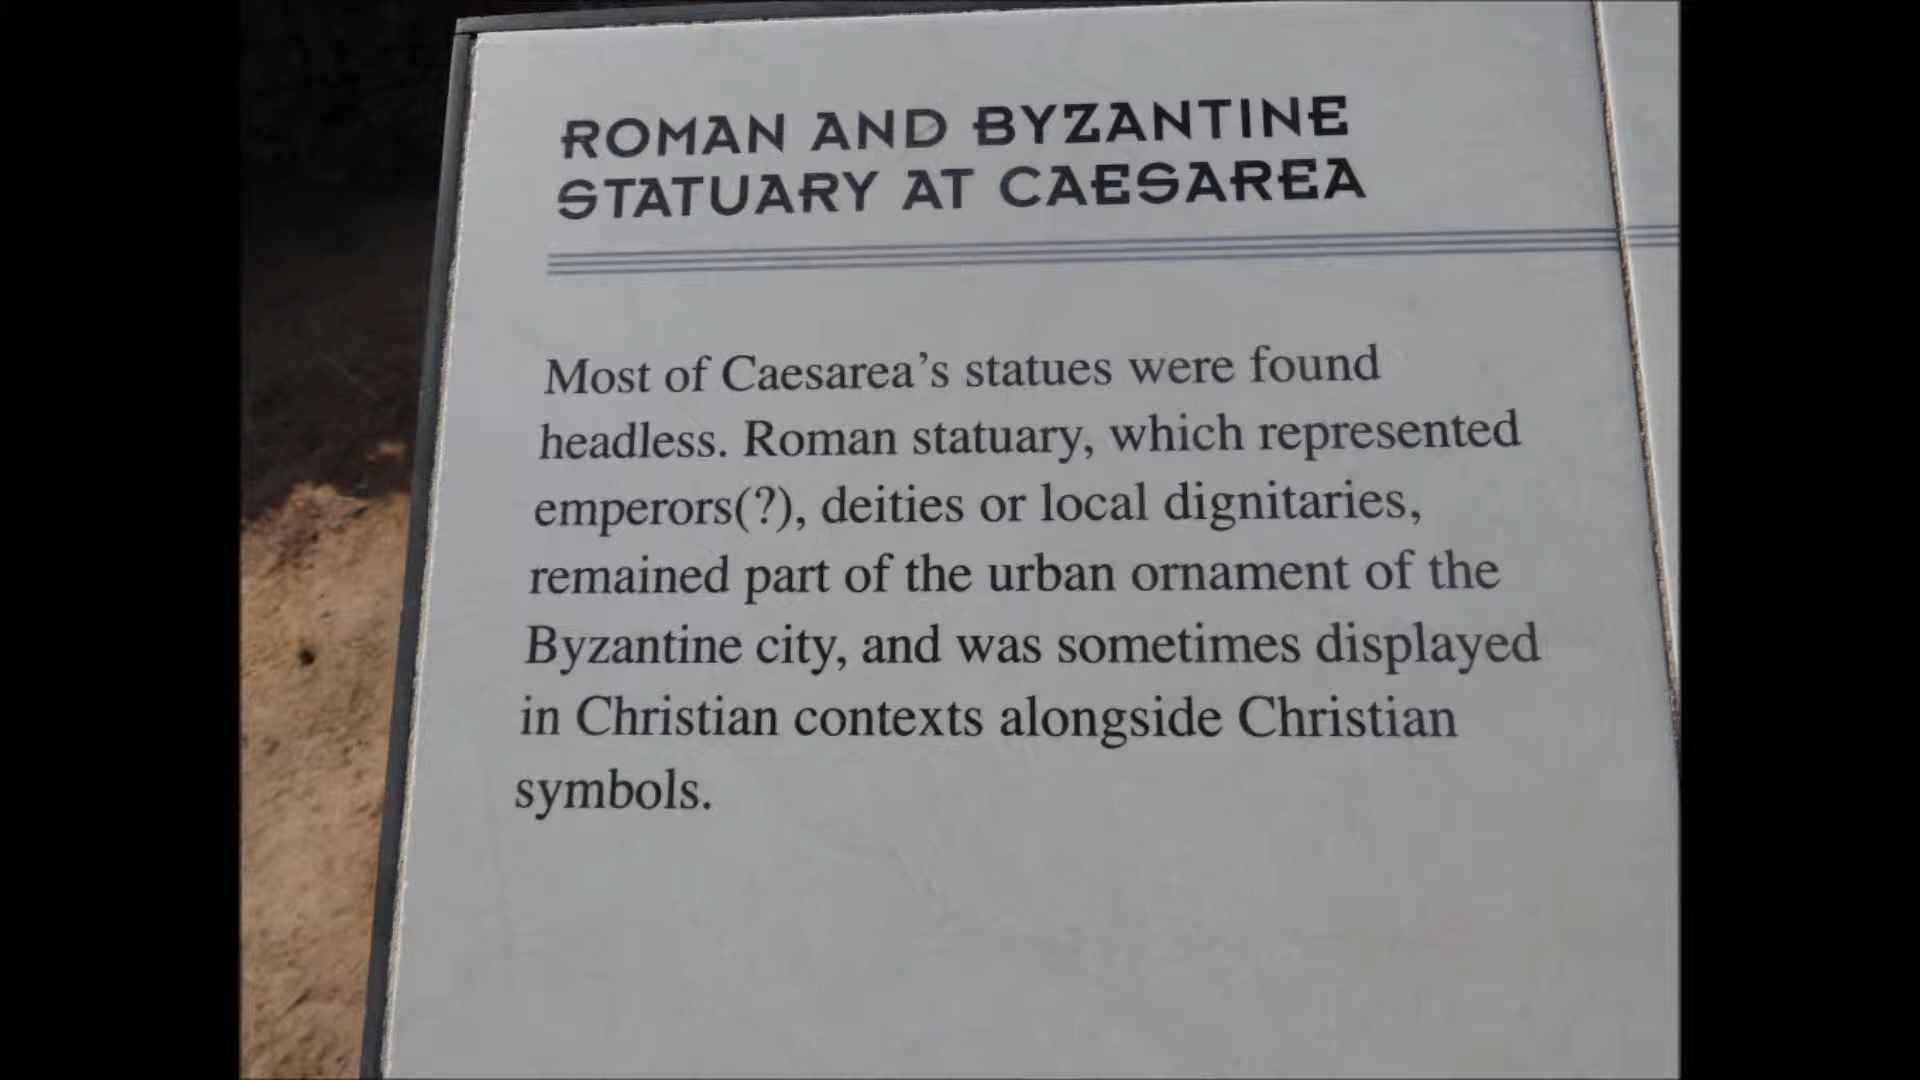 ROMAN AND BYZANTINE
STATUARY AT CAESAREA
Most of Caesarea’s statues were found
headless. Roman statuary, which represented
emperors(?), deities or local dignitaries,
remained part of the urban ornament of the
Byzantine city, and was sometimes displayed
in Christian contexts alongside Christian
symbols.